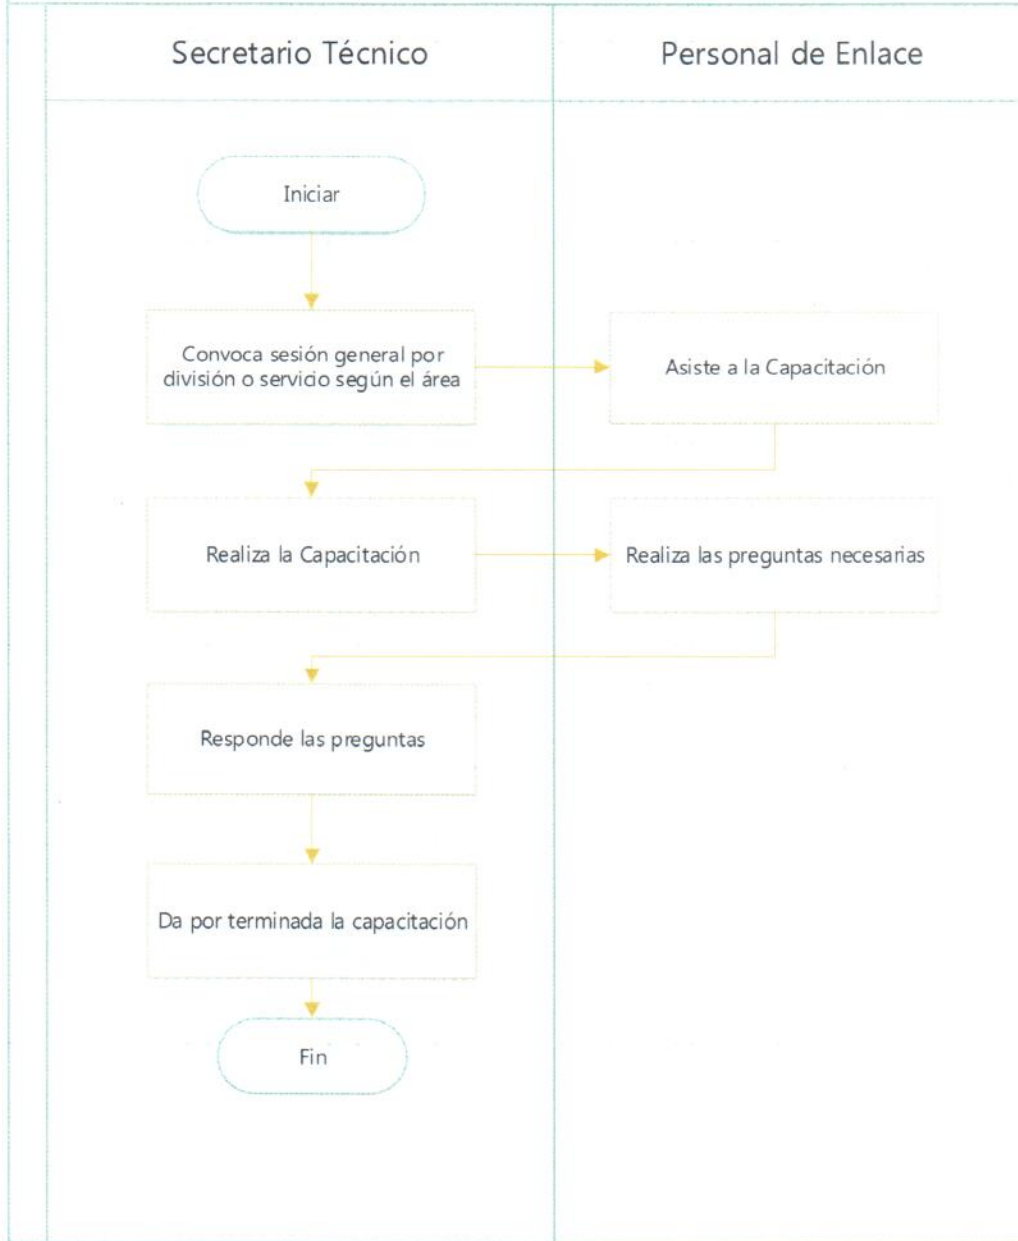 Secretario Técnico
Personal de Enlace
Iniciar
Convoca sesión general por
división o servicio según el área
Asiste a la Capacitación
Realiza la Capacitación
Realiza las preguntas necesarias
Responde las preguntas
Da por terminada la capacitación
Fin